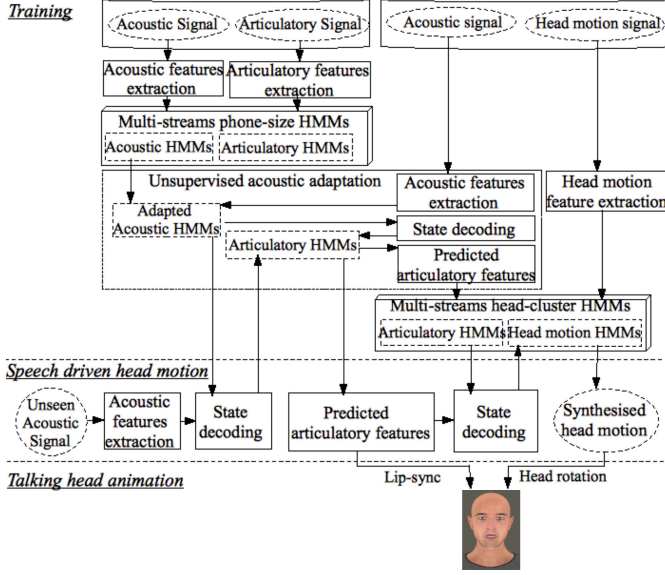 Training
Acoustic Signal
Articulatory Signal
Acoustic signal
Head motion signal
Acoustic features
extraction
Articulatory features
extraction
Multi-streams phone-size HMMs
Acoustic HMMs
Articulatory HMMs
Unsupervised acoustic adaptation
Acoustic features
extraction
Head motion
feature extraction
Adapted
Acoustic HMMs
State decoding
Articulatory HMMs
Predicted
articulatory features
Multi-streams head-cluster HMMs
Articulatory HMMs
Head motion HMMs
Speech driven head motion
Unseen
Acoustic
Signal
Acoustic
features
extraction
State
decoding
Predicted
articulatory features
State
decoding
Synthesised
head motion
Talking head animation
Lip-sync
Head rotation